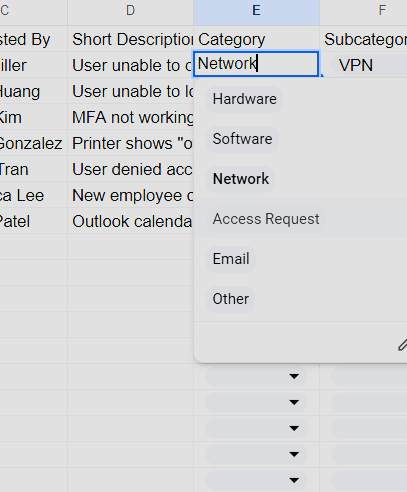 C D E F
sted By Short Description Category Subcategor
iller User unable to c Network VPN
Huang User unable to lo
Kim MFA not working
Gonzalez Printer shows "o
Tran User denied acc
ca Lee New employee c
Patel Outlook calenda
Hardware
Software
Network
Access Request
Email
Other